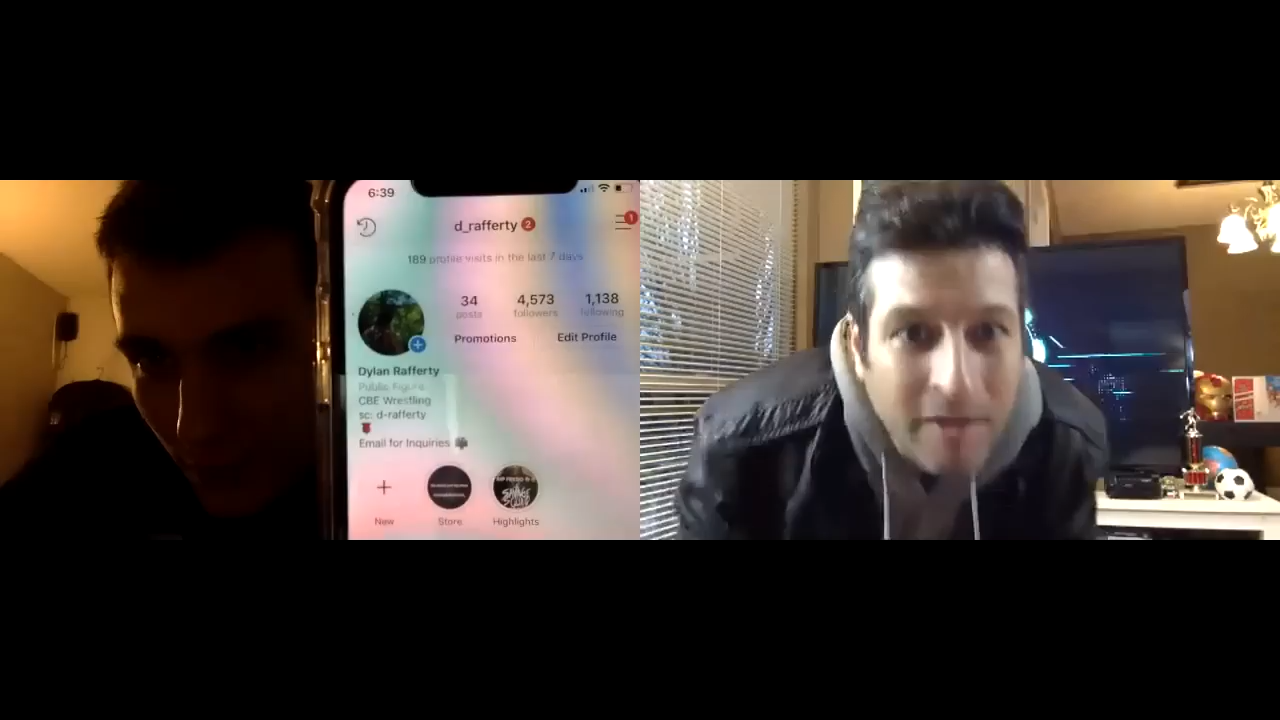 6:39
d_rafferty 2
1
189 profile visits in the last 7 days
34 4,573 1,138
posts followers following
Promotions Edit Profile
Dylan Rafferty
Public Figure
CBE Wrestling
sc: d-rafferty
Email for Inquiries
New Store Highlights